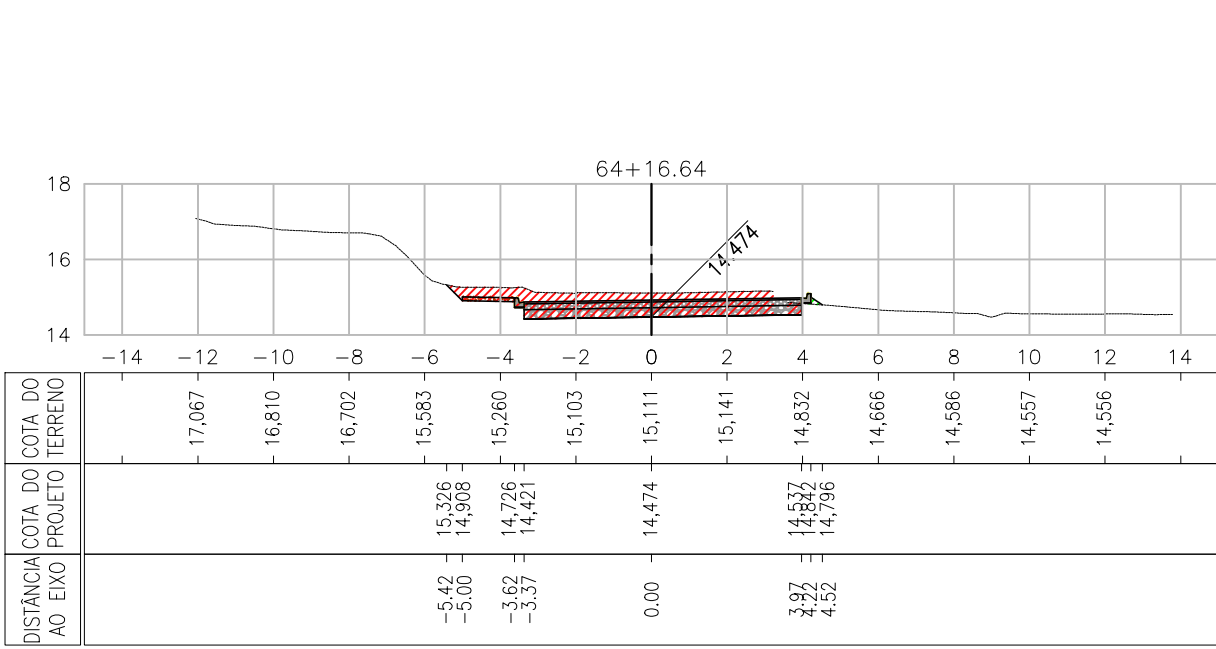 64+16.64
18
16
14
14.474
-14 -12 -10 -8 -6 -4 -2 0 2 4 6 8 10 12 14
COTA DO
TERRENO
17,067 16,810 16,702 15,583 15,260 15,103 15,111 15,141 14,832 14,666 14,586 14,557 14,556
COTA DO
PROJETO
15,326 14,908 14,726 14,421 14,474 14,537 14,842 14,796
DISTÂNCIA
AO EIXO
-5.42 -5.00 -3.62 -3.37 0.00 3.97 4.22 4.52